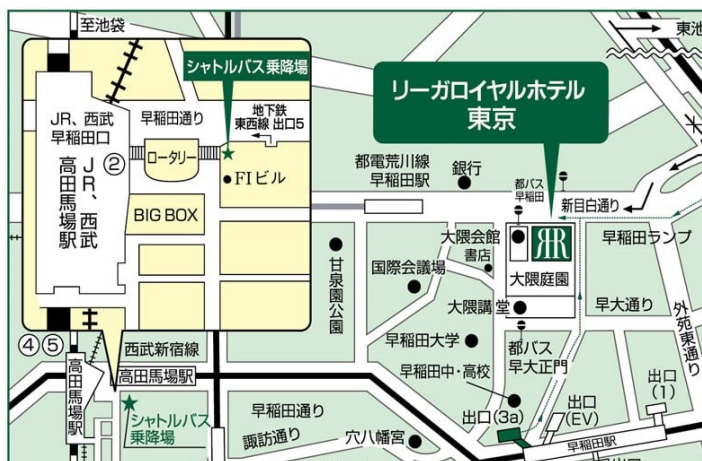 至池袋
シャトルバス乗降場
早稲田通り
地下鉄
東西線 出口5
JR、西武
早稲田口
②
JR、西武
高田馬場駅
ロータリー
FIビル
BIG BOX
④⑤
高田馬場駅
西武新宿線
高田馬場駅
シャトルバス
乗降場
早稲田通り
諏訪通り
穴八幡宮
リーガロイヤルホテル
東京
東池
都電荒川線
早稲田駅
銀行
都バス
早稲田
新目白通り
早稲田ランプ
甘泉園公園
国際会議場
大隈会館
書店
大隈庭園
大隈講堂
早大通り
外苑東通り
早稲田大学
都バス
早大正門
早稲田中・高校
出口(3a)
出口
(EV)
出口
(1)
早稲田駅